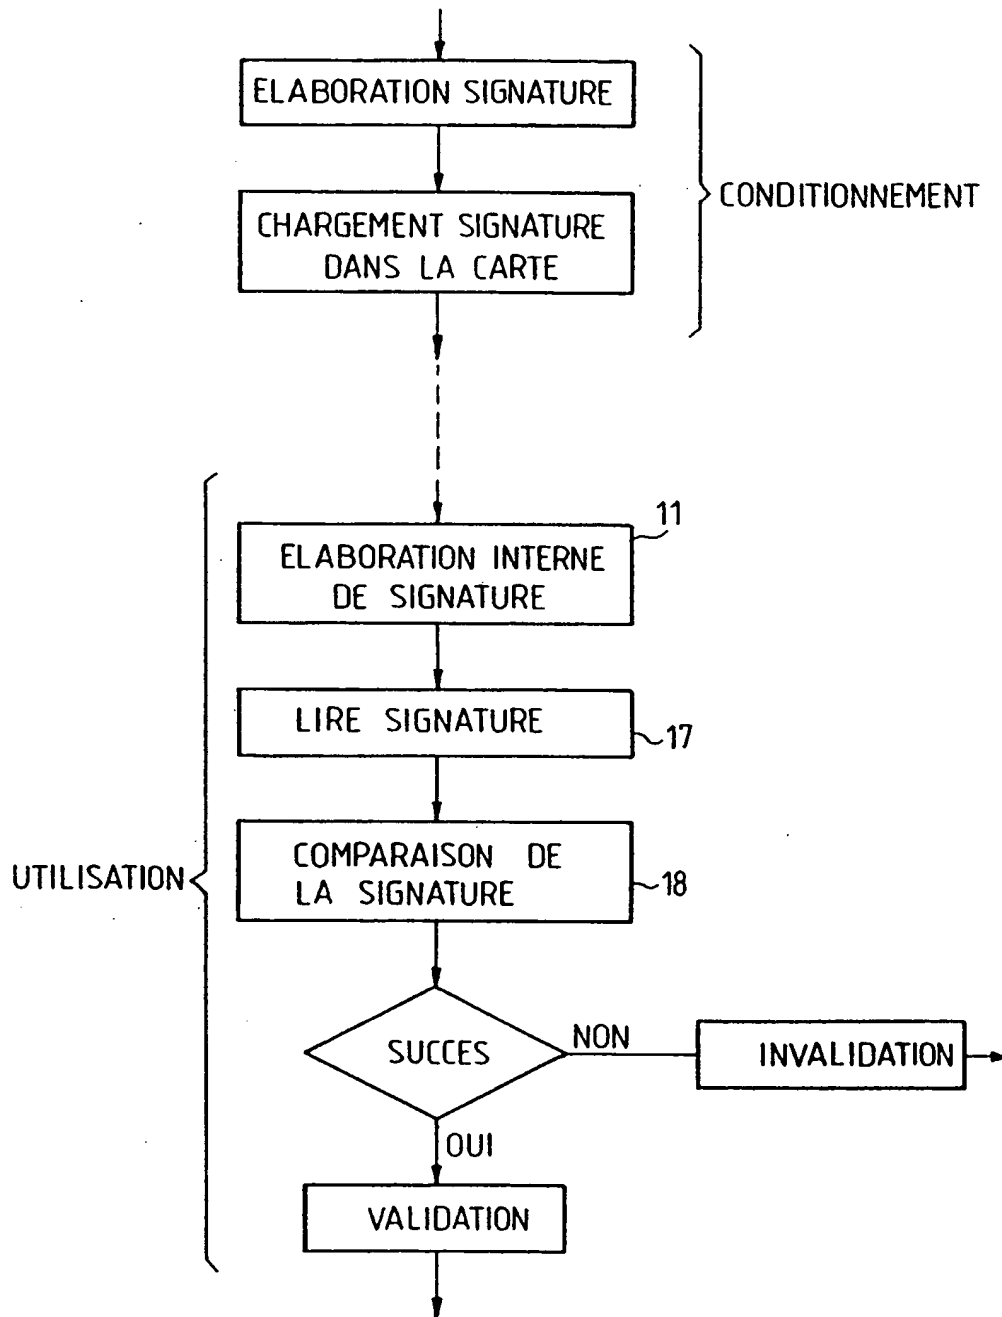 ELABORATION SIGNATURE
CHARGEMENT SIGNATURE
DANS LA CARTE
CONDITIONNEMENT
11
ELABORATION INTERNE
DE SIGNATURE
LIRE SIGNATURE
17
COMPARAISON DE
LA SIGNATURE
18
UTILISATION
SUCCES
NON
INVALIDATION
OUI
VALIDATION